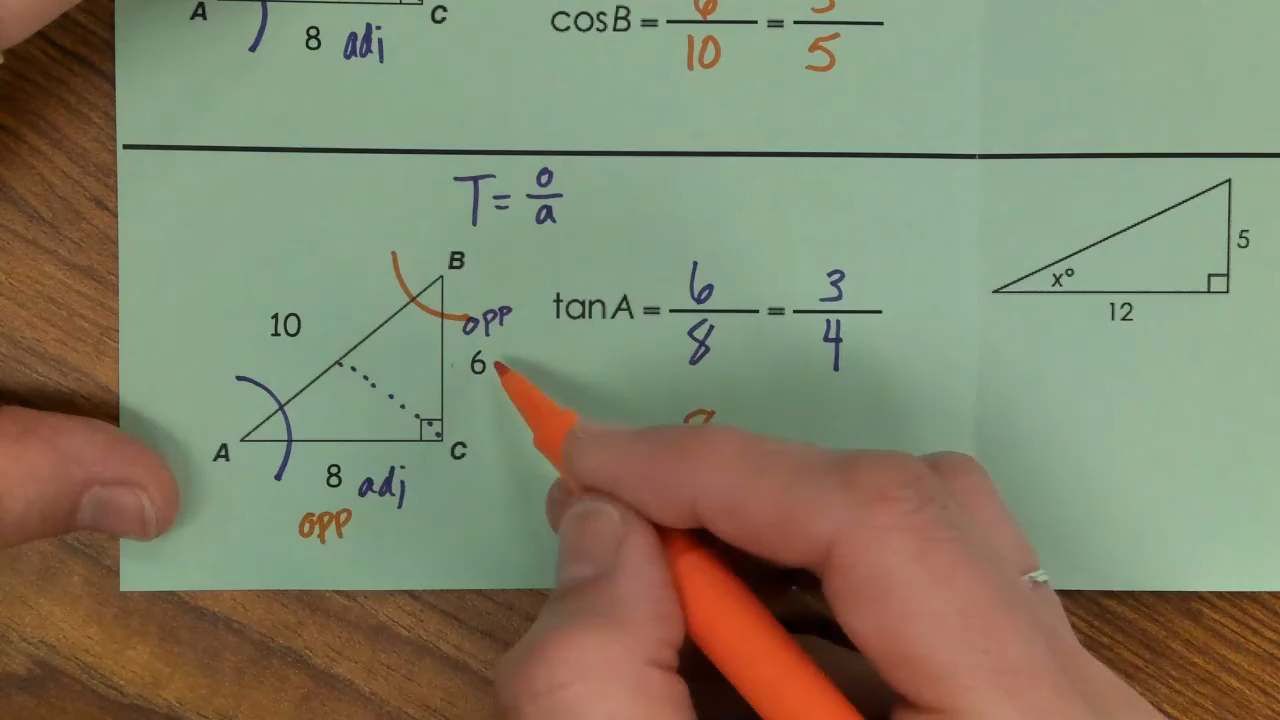 A
C
8 adj
cosB = 6/10 = 3/5
T = o/a
B
opp
10
6
tanA = 6/8 = 3/4
8
A
C
8 adj
opp
x°
5
12